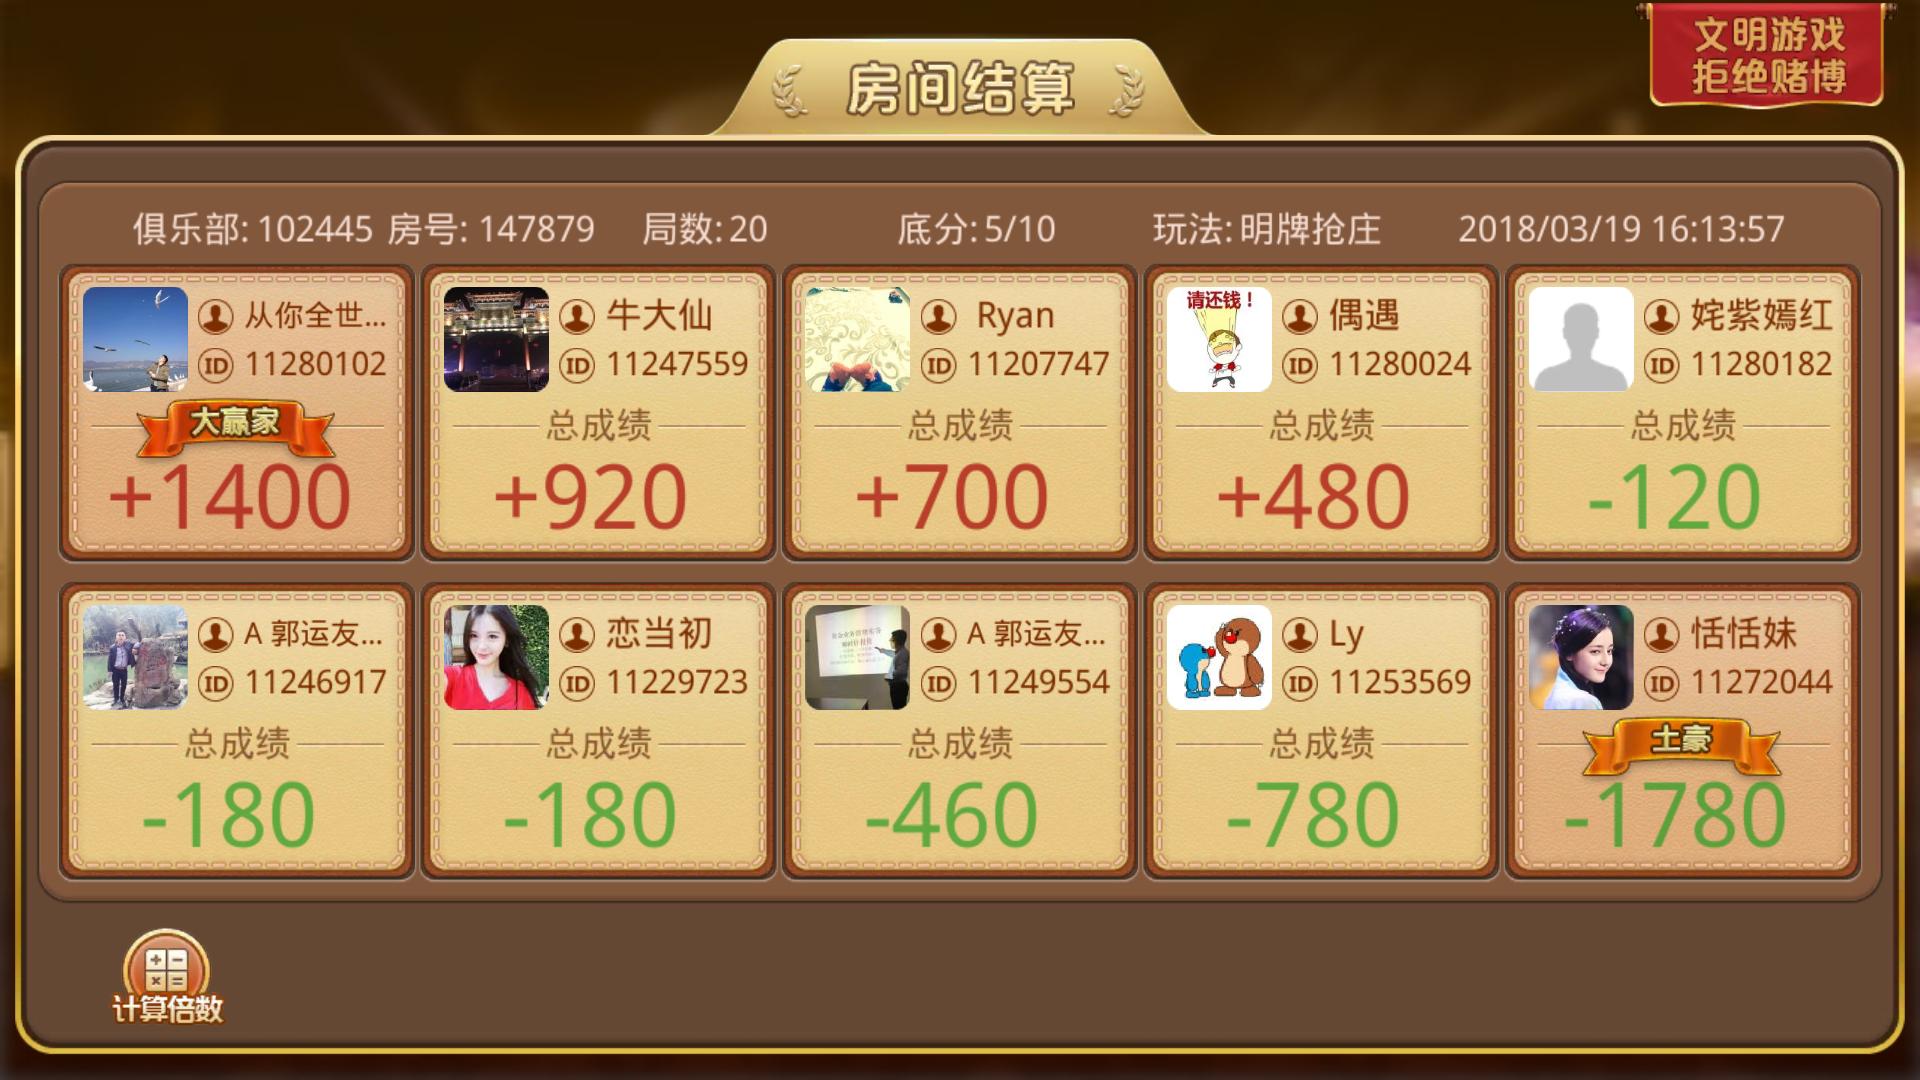 文明游戏
拒绝赌博
房间结算
俱乐部: 102445 房号: 147879 局数: 20 底分: 5/10 玩法: 明牌抢庄 2018/03/19 16:13:57
从你全世...
ID 11280102
大赢家
+1400
牛大仙
ID 11247559
总成绩
+920
Ryan
ID 11207747
总成绩
+700
请还钱！
偶遇
ID 11280024
总成绩
+480
姹紫嫣红
ID 11280182
总成绩
-120
A 郭运友...
ID 11246917
总成绩
-180
恋当初
ID 11229723
总成绩
-180
A 郭运友...
ID 11249554
总成绩
-460
Ly
ID 11253569
总成绩
-780
恬恬妹
ID 11272044
土豪
-1780
计算倍数